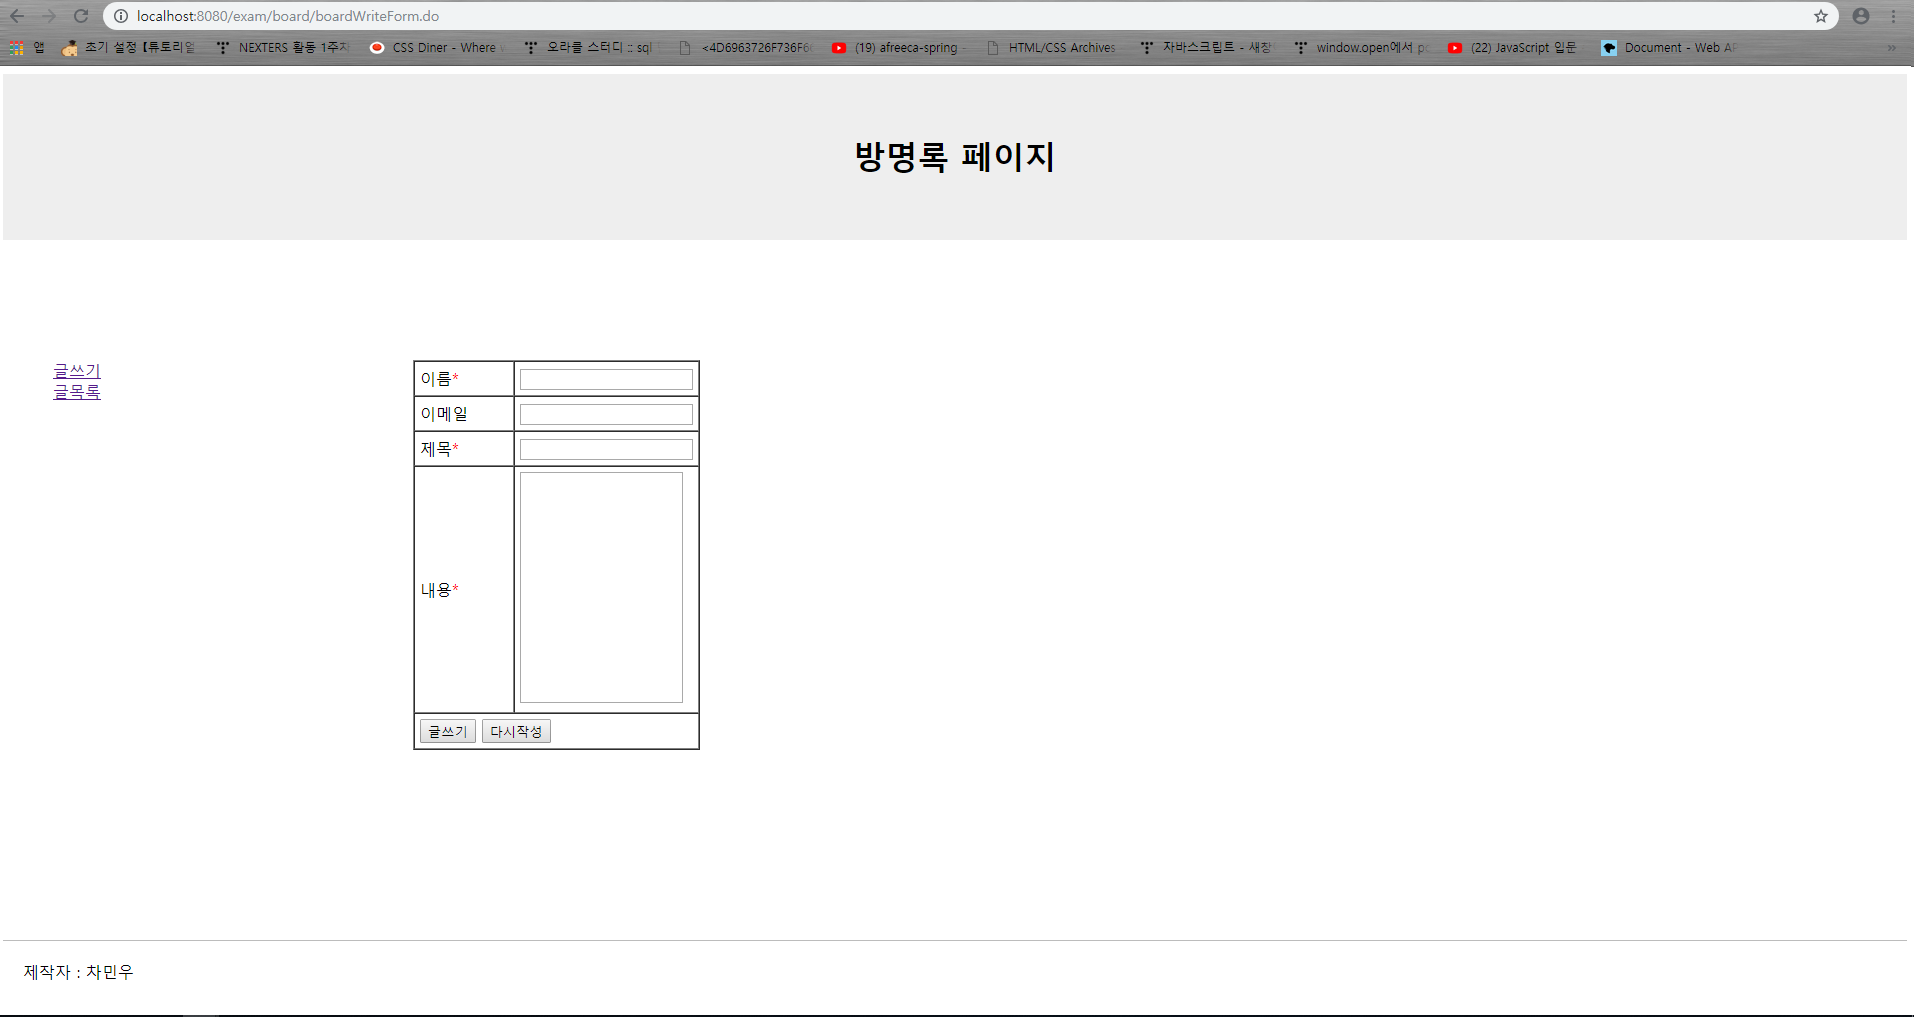 localhost:8080/exam/board/boardWriteForm.do
앱 초기 설정 [튜토리얼 NEXTERS 활동 1주차 CSS Diner - Where 오라클 스터디 :: sql <4D6963726F736F6 (19) afreeca-spring - HTML/CSS Archives 자바스크립트 - 새창 window.open에서 (22) JavaScript 입문 Document - Web AP »
방명록 페이지
글쓰기
글목록
이름*
이메일
제목*
내용*
글쓰기 다시작성
제작자 : 차민우